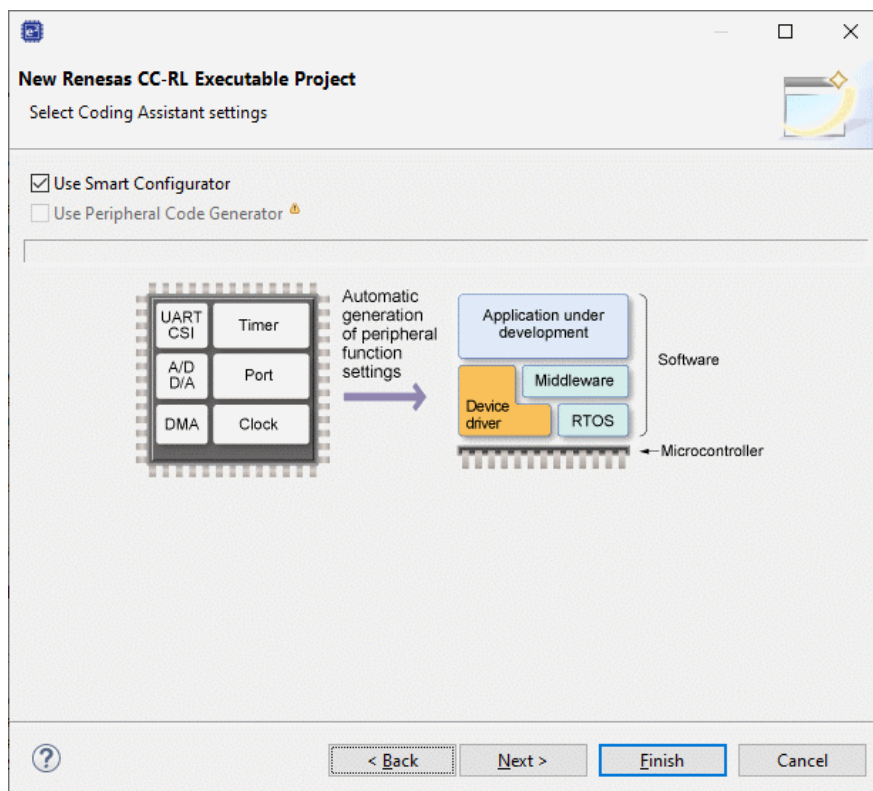 e²
New Renesas CC-RL Executable Project
Select Coding Assistant settings
Use Smart Configurator
Use Peripheral Code Generator
UART
CSI
Timer
A/D
D/A
Port
DMA
Clock
Automatic
generation
of peripheral
function
settings
Application under
development
Middleware
Device
driver
RTOS
Software
Microcontroller
?
< Back
Next >
Finish
Cancel